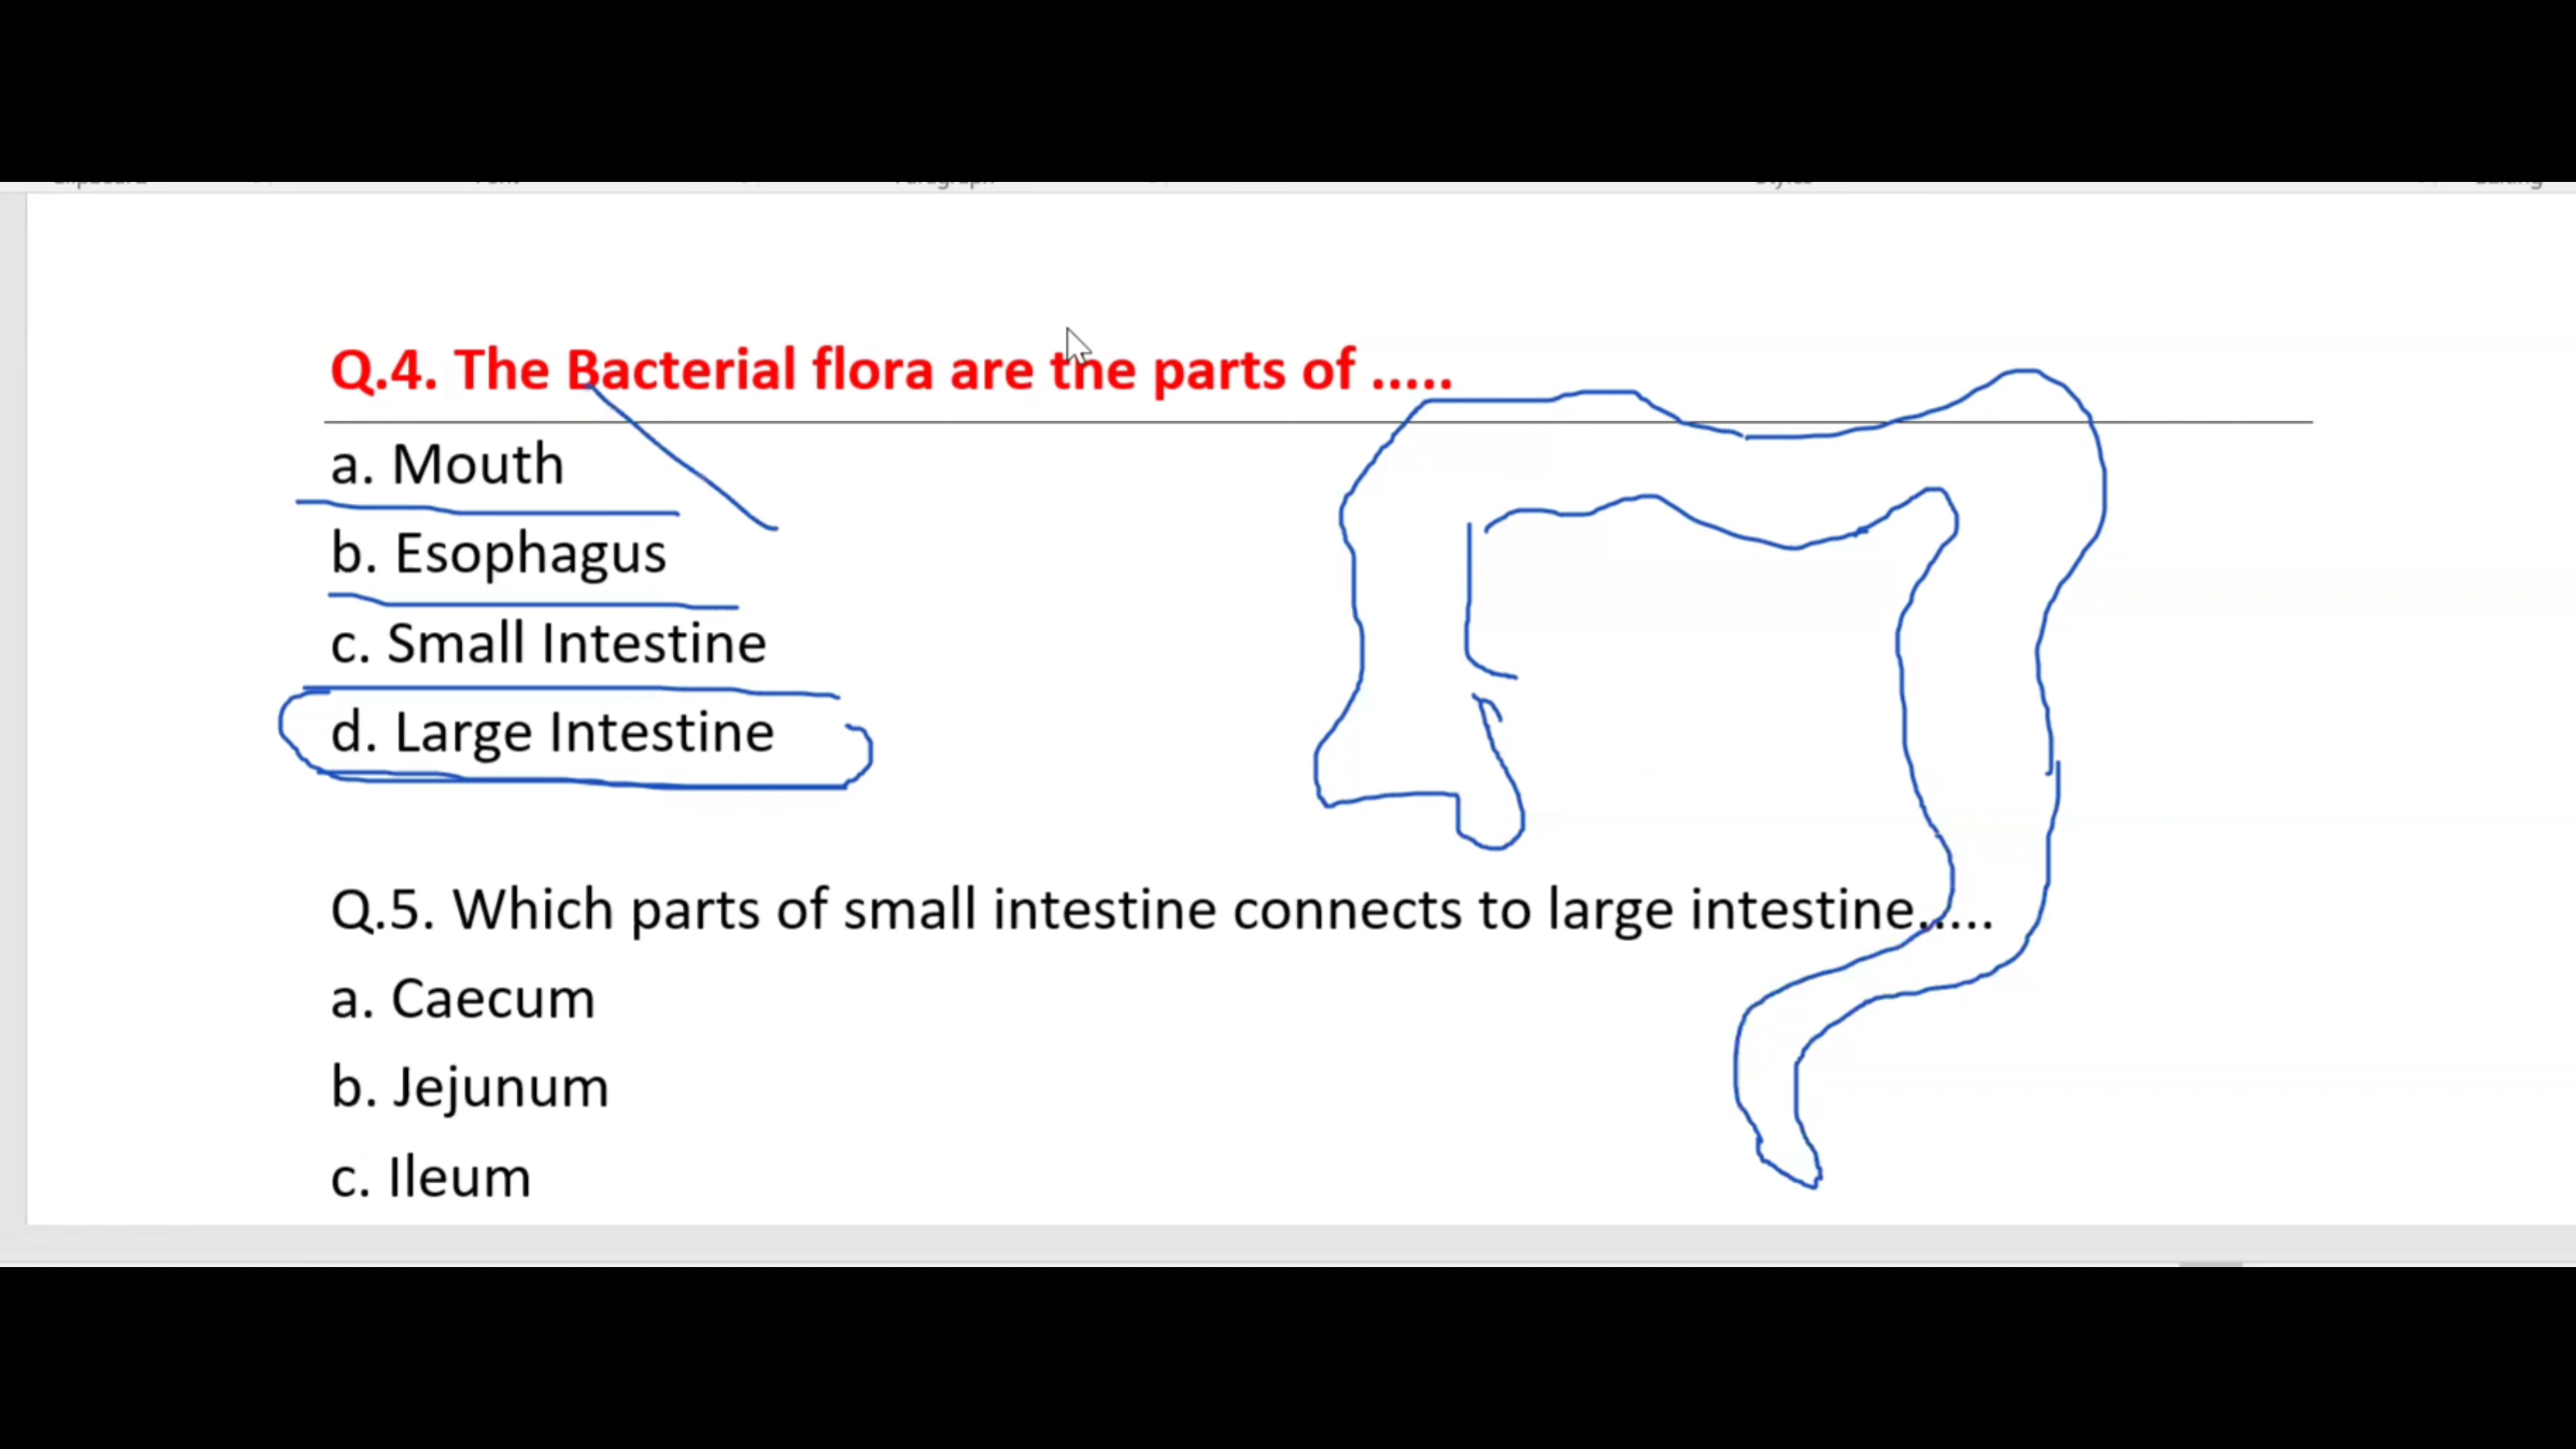 Q.4. The Bacterial flora are the parts of .....
a. Mouth
b. Esophagus
c. Small Intestine
d. Large Intestine
Q.5. Which parts of small intestine connects to large intestine.....
a. Caecum
b. Jejunum
c. Ileum